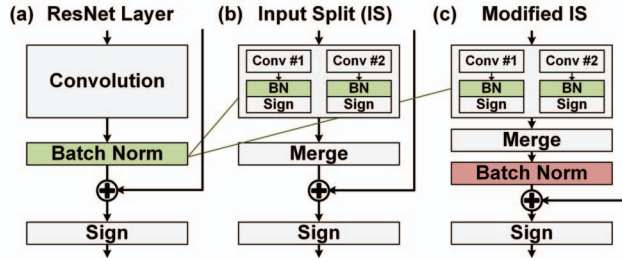 (a) ResNet Layer
Convolution
Batch Norm
+
Sign
(b) Input Split (IS)
Conv #1 Conv #2
BN BN
Sign Sign
Merge
+
Sign
(c) Modified IS
Conv #1 Conv #2
BN BN
Sign Sign
Merge
Batch Norm
+
Sign